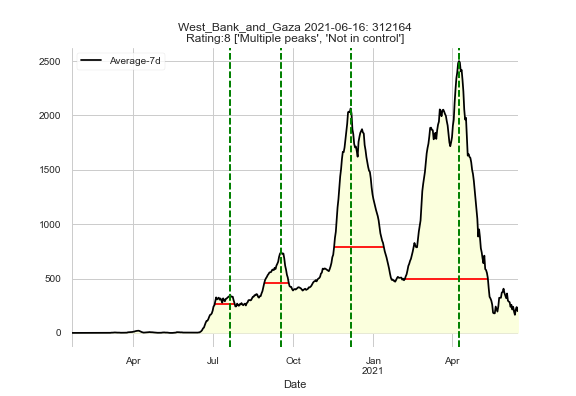 West_Bank_and_Gaza 2021-06-16: 312164
Rating:8 ['Multiple peaks', 'Not in control']
Average-7d
2500
2000
1500
1000
500
0
Apr Jul Oct Jan Apr
2021
Date